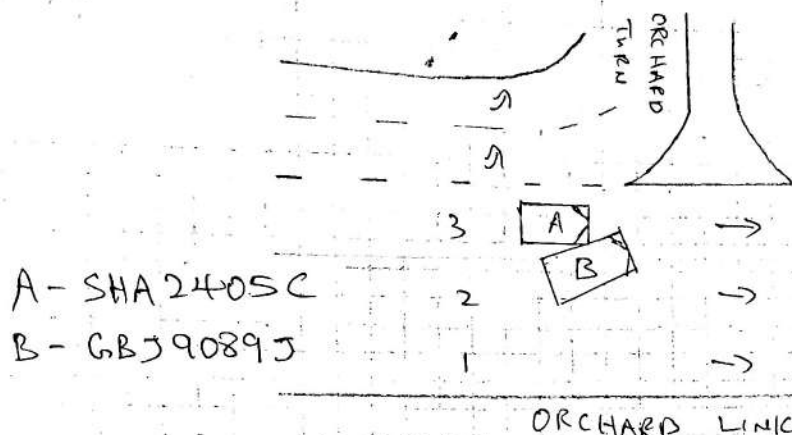 ORCHARD
TURN
3 A
B
A - SHA2405C
2
B - GBJ9089J
1
ORCHARD LINK